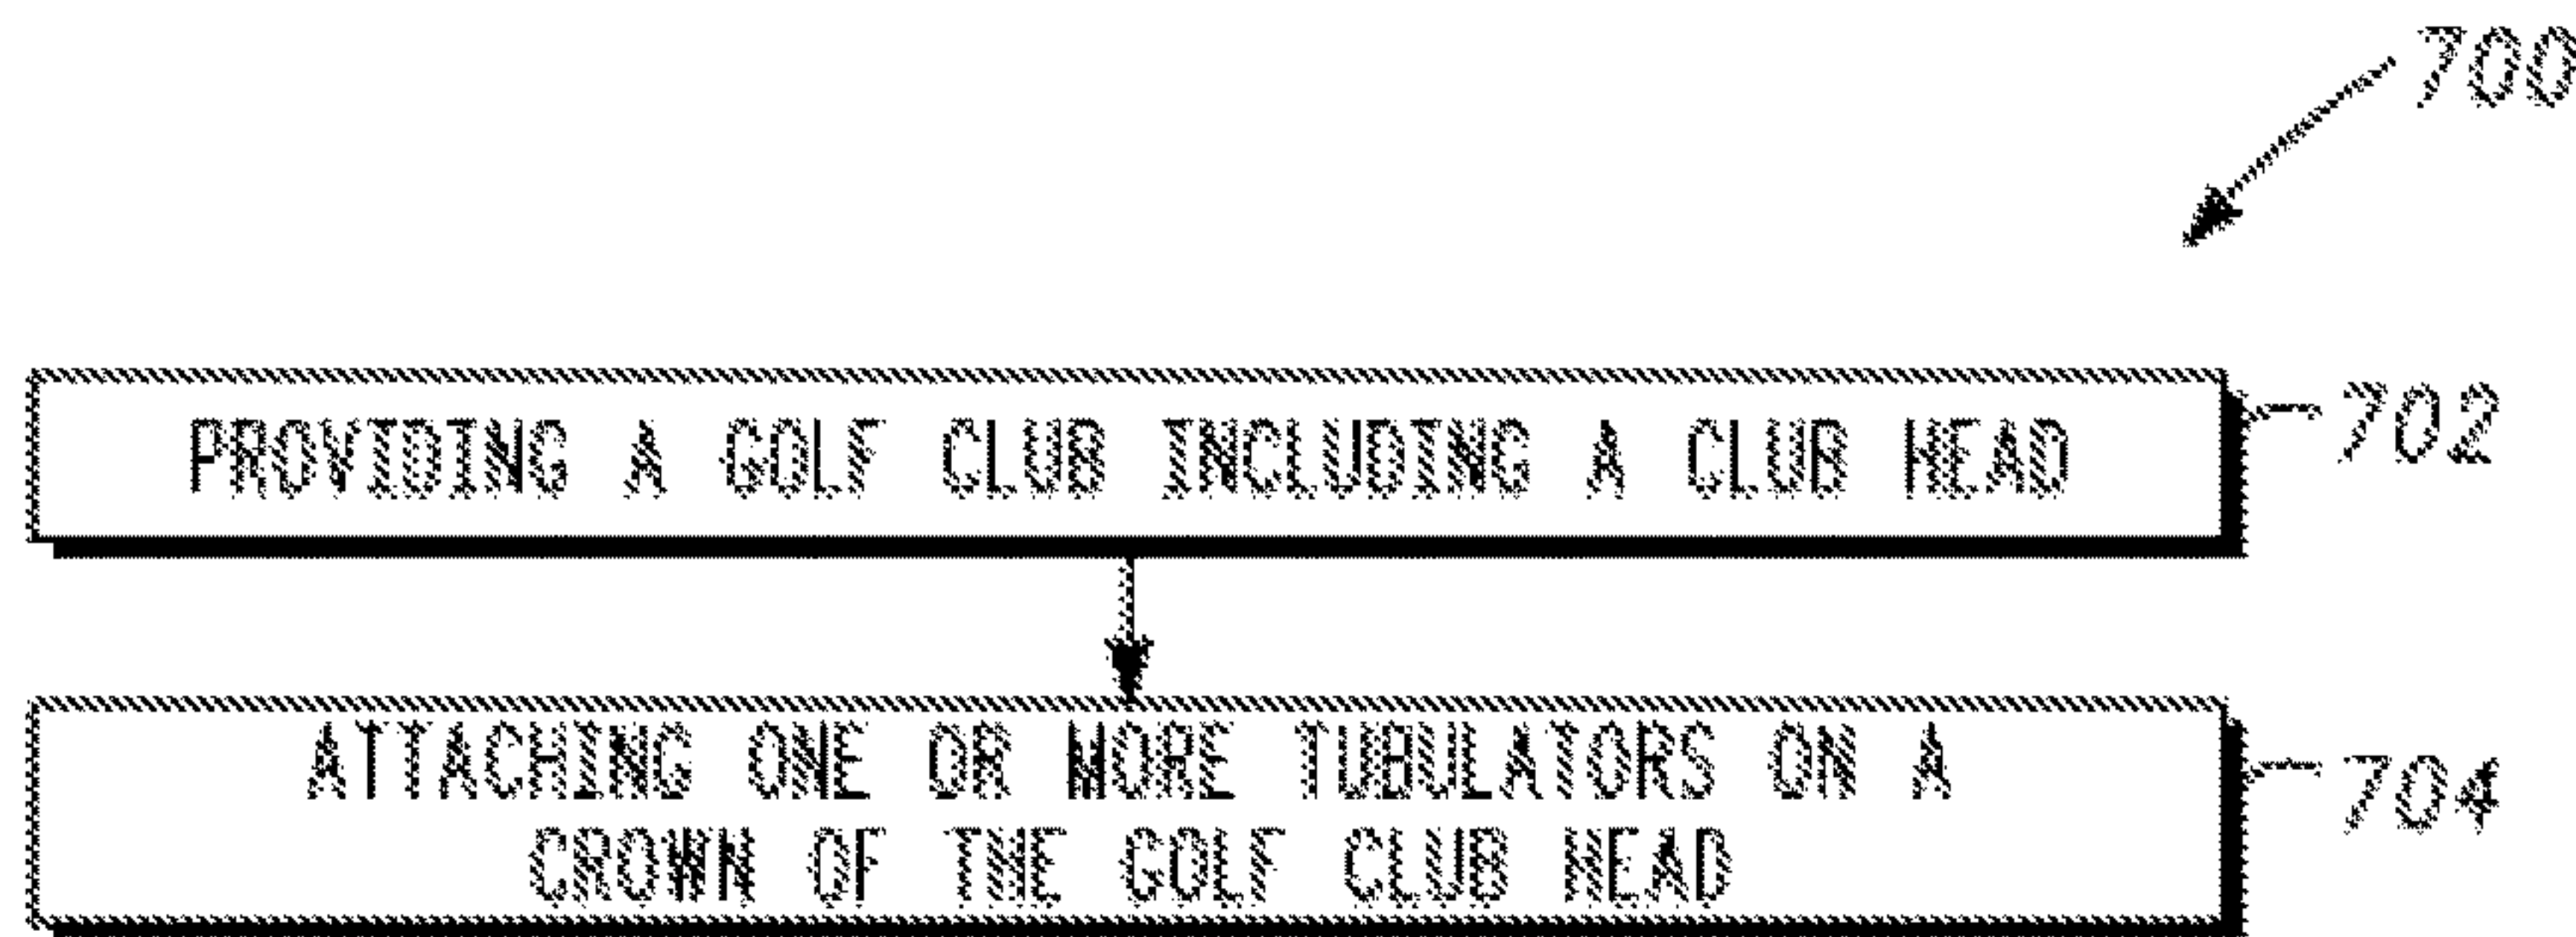 700
PROVIDING A GOLF CLUB INCLUDING A CLUB HEAD
702
ATTACHING ONE OR MORE TUBULATORS ON A
704
CROWN OF THE GOLF CLUB HEAD